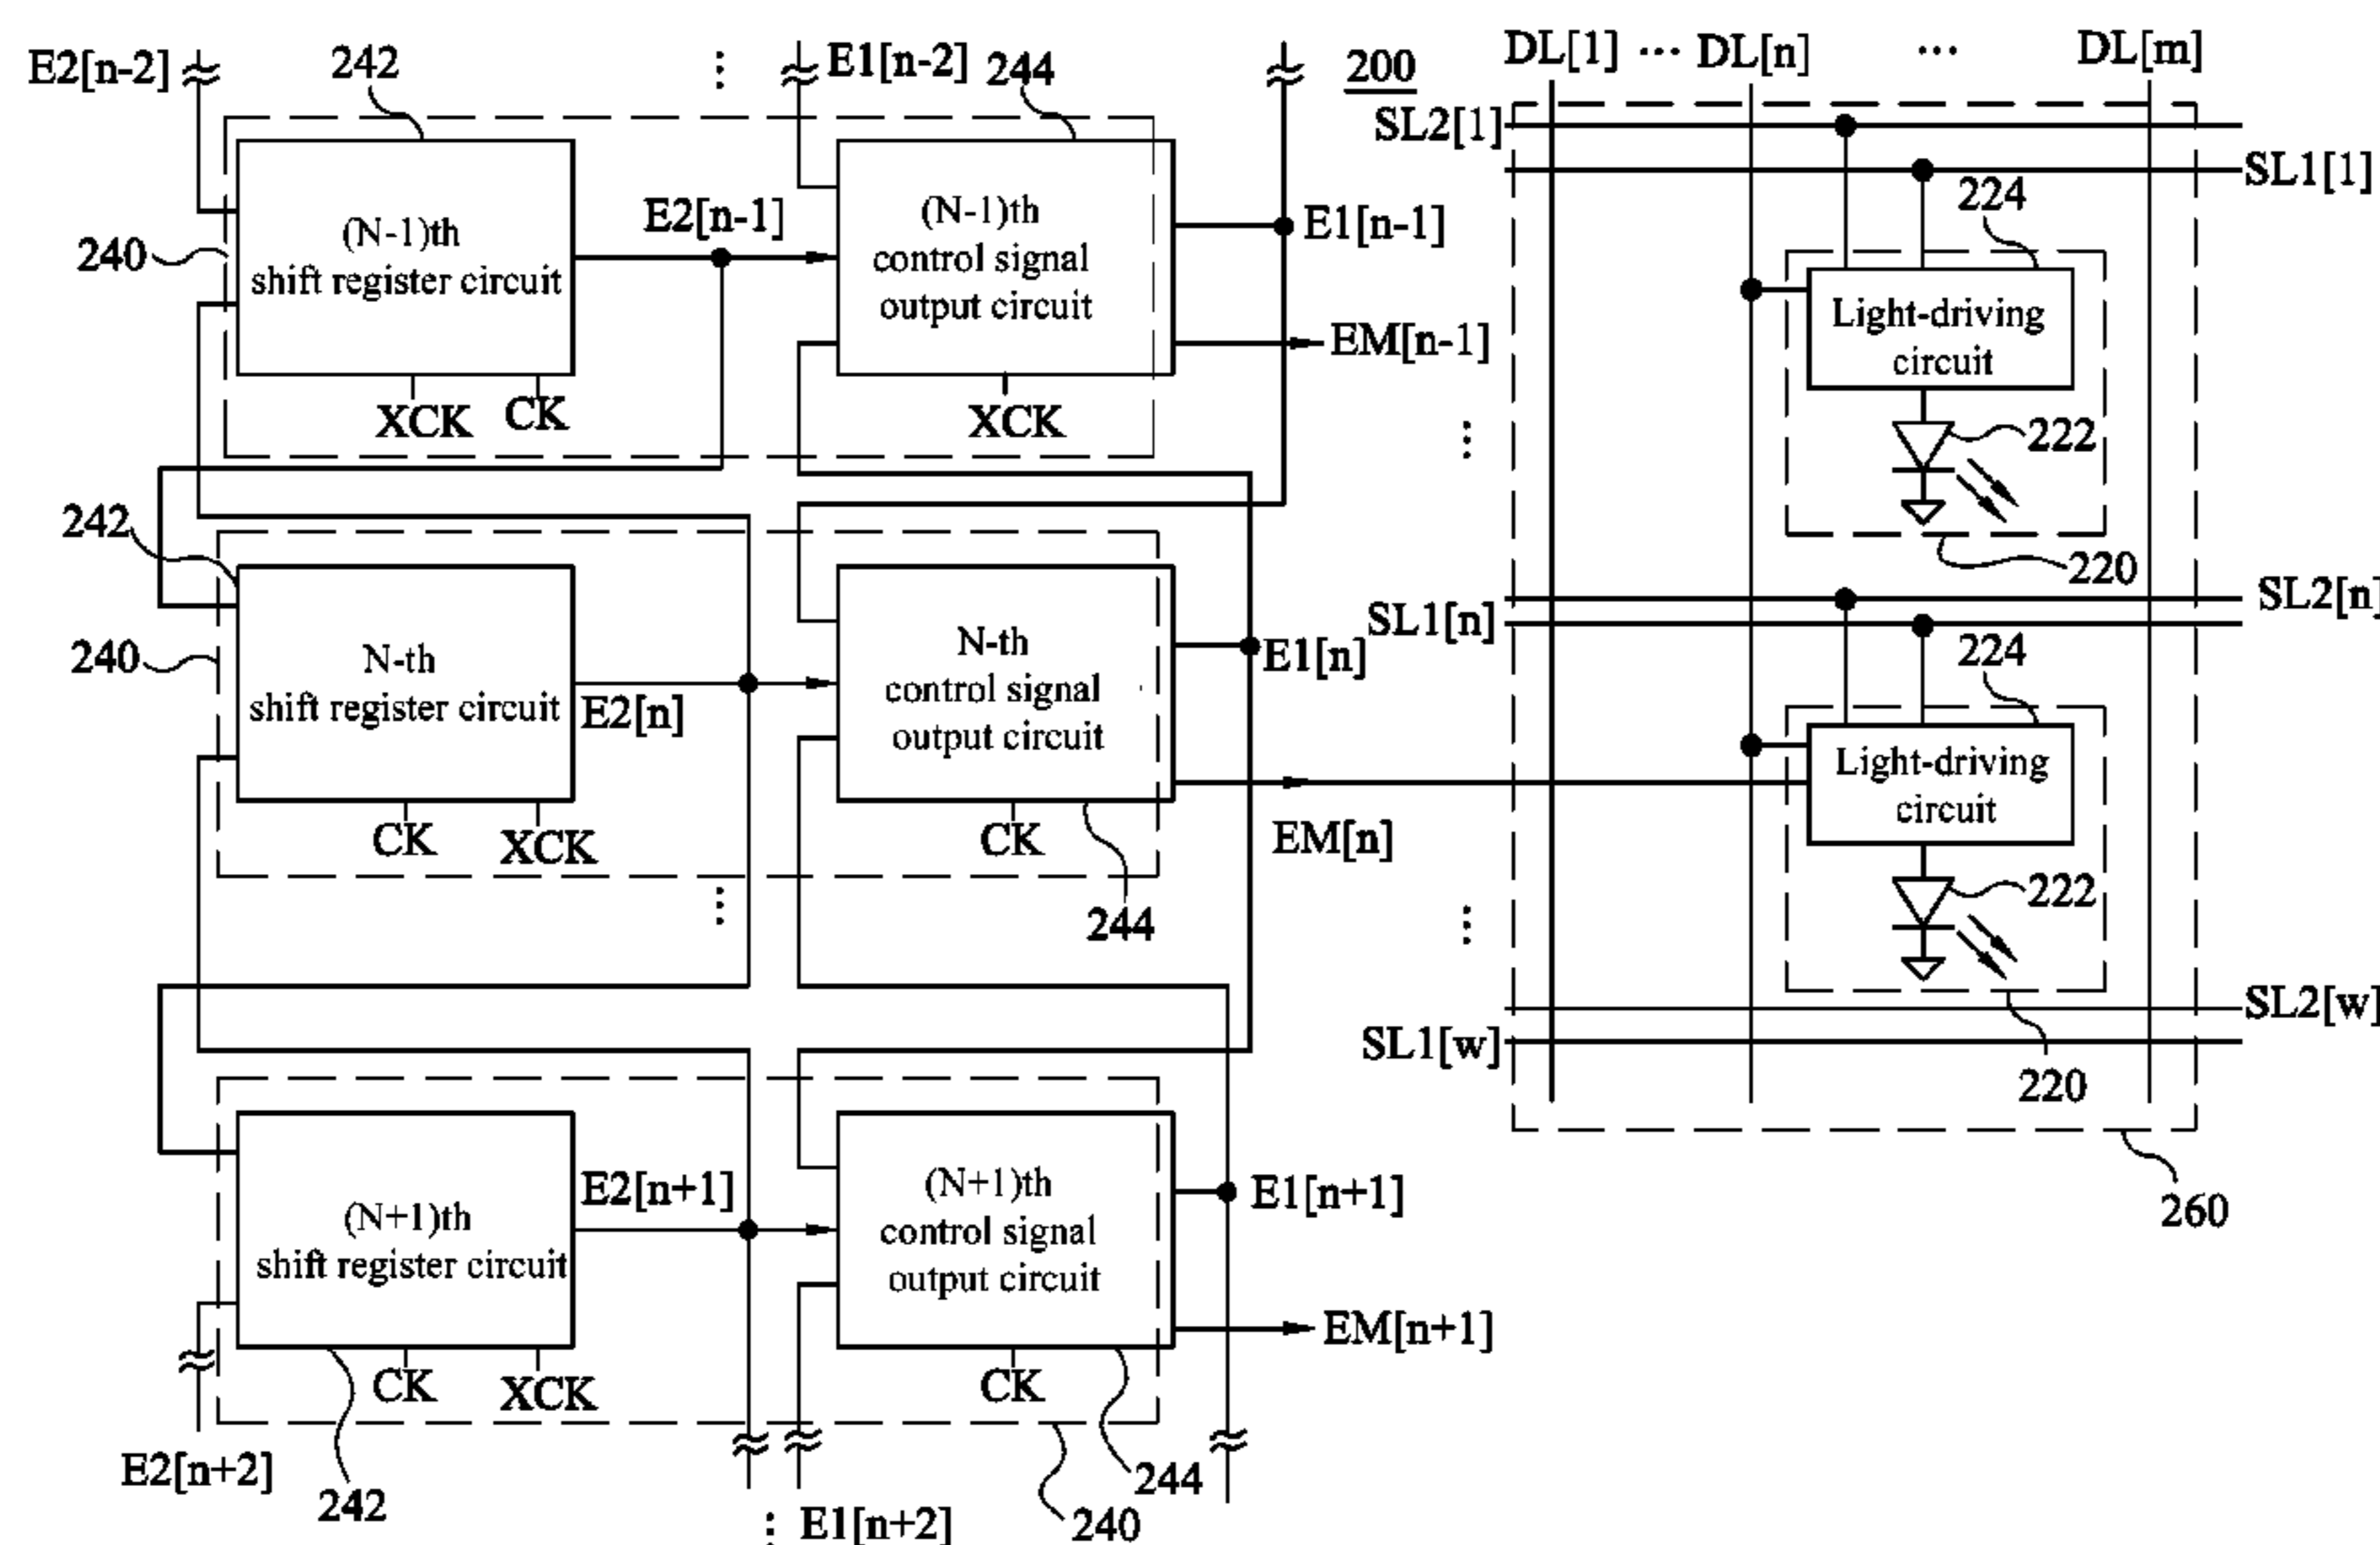 E2[n-2]
242
E1[n-2]
244
200
DL[1] ··· DL[n] ··· DL[m]
SL2[1]
SL1[1]
240
(N-1)th
shift register circuit
XCK
CK
E2[n-1]
(N-1)th
control signal
output circuit
XCK
E1[n-1]
EM[n-1]
224
Light-driving
circuit
222
220
242
240
N-th
shift register circuit
CK
XCK
E2[n]
N-th
control signal
output circuit
CK
244
E1[n]
EM[n]
SL2[n]
SL1[n]
224
Light-driving
circuit
222
220
SL2[w]
SL1[w]
260
(N+1)th
shift register circuit
CK
XCK
E2[n+1]
(N+1)th
control signal
output circuit
CK
E1[n+1]
EM[n+1]
E2[n+2]
242
E1[n+2]
244
240